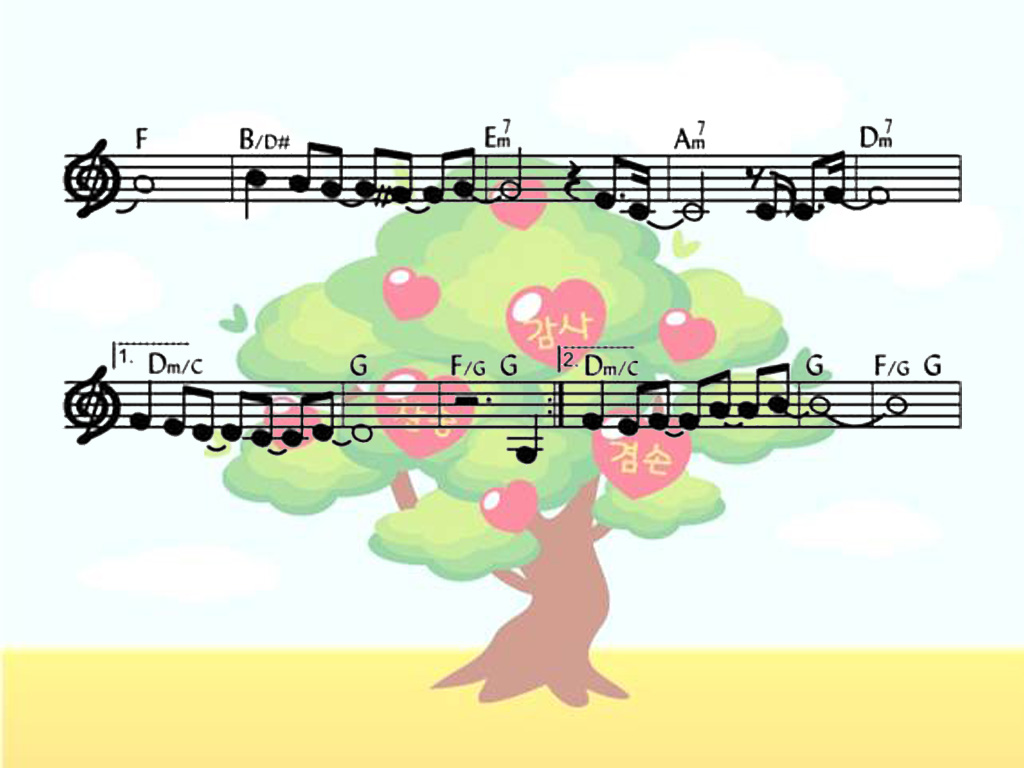 F B/D# Em7 Am7 Dm7
감사
1. Dm/C G F/G G 2. Dm/C G F/G G
겸손